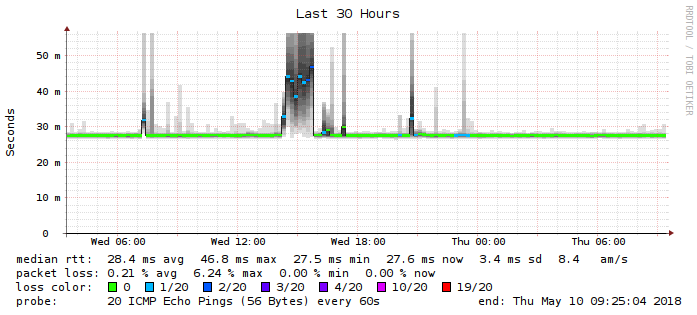 Last 30 Hours
RRDTOOL / TOBI OETIKER
Seconds
50 m
40 m
30 m
20 m
10 m
0
Wed 06:00 Wed 12:00 Wed 18:00 Thu 00:00 Thu 06:00
median rtt: 28.4 ms avg 46.8 ms max 27.5 ms min 27.6 ms now 3.4 ms sd 8.4 am/s
packet loss: 0.21 % avg 6.24 % max 0.00 % min 0.00 % now
loss color: 0 1/20 2/20 3/20 4/20 10/20 19/20
probe: 20 ICMP Echo Pings (56 Bytes) every 60s end: Thu May 10 09:25:04 2018